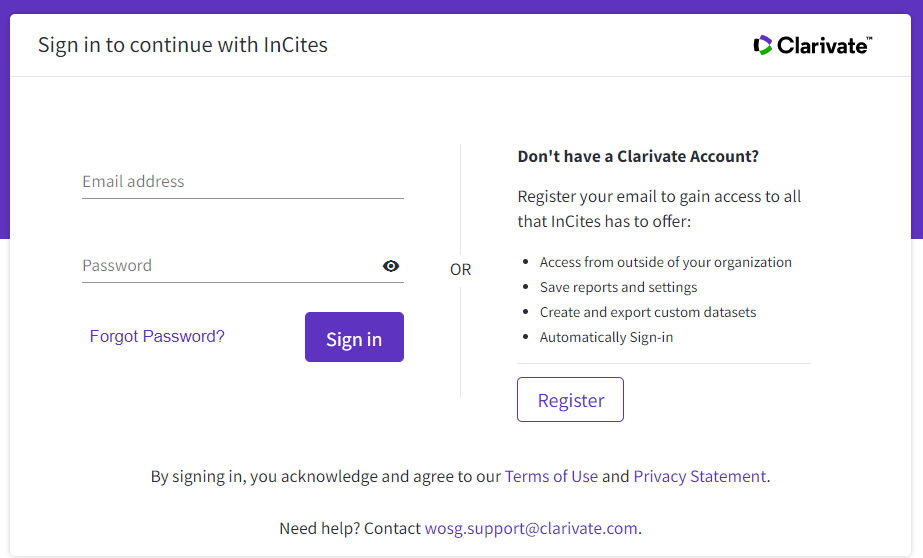 Sign in to continue with InCites
Clarivate™
Email address
Password
Forgot Password?
Sign in
OR
Don't have a Clarivate Account?
Register your email to gain access to all
that InCites has to offer:
• Access from outside of your organization
• Save reports and settings
• Create and export custom datasets
• Automatically Sign-in
Register
By signing in, you acknowledge and agree to our Terms of Use and Privacy Statement.
Need help? Contact wosg.support@clarivate.com.